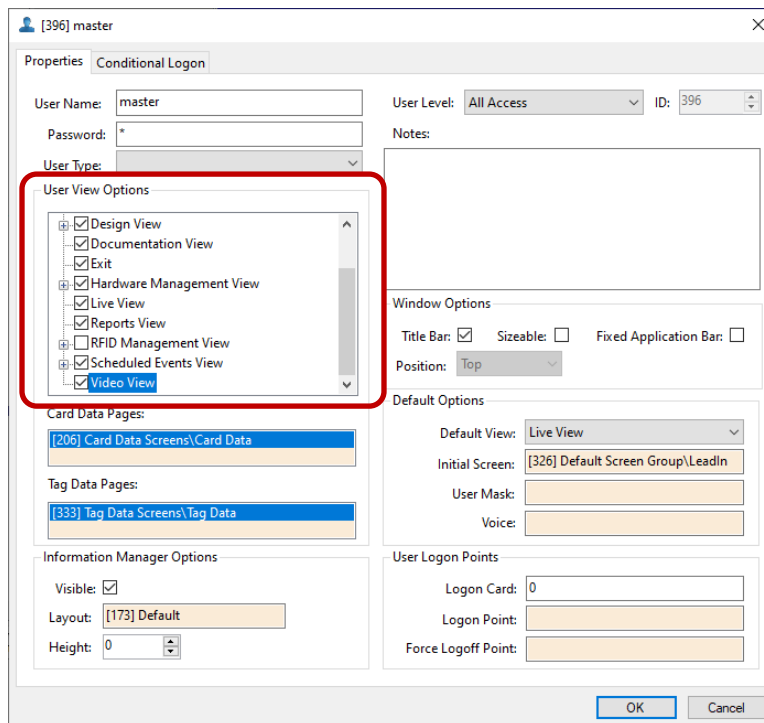 [396] master
Properties
Conditional Logon
User Name: master
Password: *
User Type:
User Level: All Access ID: 396
Notes:
User View Options
Design View
Documentation View
Exit
Hardware Management View
Live View
Reports View
RFID Management View
Scheduled Events View
Video View
Window Options
Title Bar: Sizeable: Fixed Application Bar:
Position: Top
Card Data Pages:
[206] Card Data Screens\Card Data
Tag Data Pages:
[333] Tag Data Screens\Tag Data
Default Options
Default View: Live View
Initial Screen: [326] Default Screen Group\LeadIn
User Mask:
Voice:
Information Manager Options
Visible:
Layout: [173] Default
Height: 0
User Logon Points
Logon Card: 0
Logon Point:
Force Logoff Point:
OK
Cancel